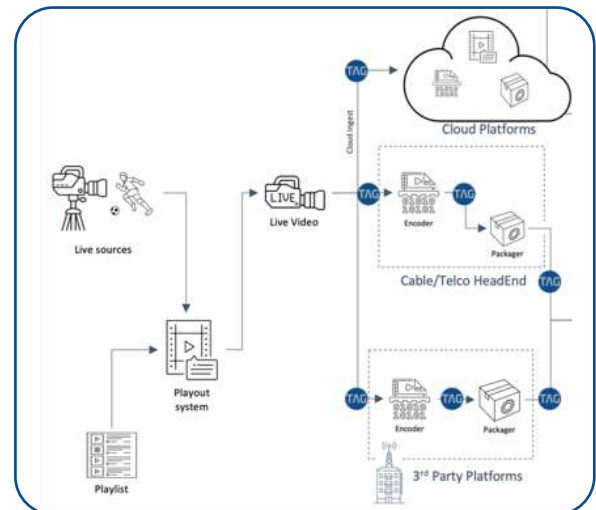 TAG
Cloud Platforms
Cloud Ingest
Live sources
LIVE
Live Video
TAG
01010
10101
Encoder
TAG
Packager
Cable/Telco HeadEnd
TAG
Playout
system
TAG
01010
10101
Encoder
TAG
Packager
TAG
3rd Party Platforms
Playlist